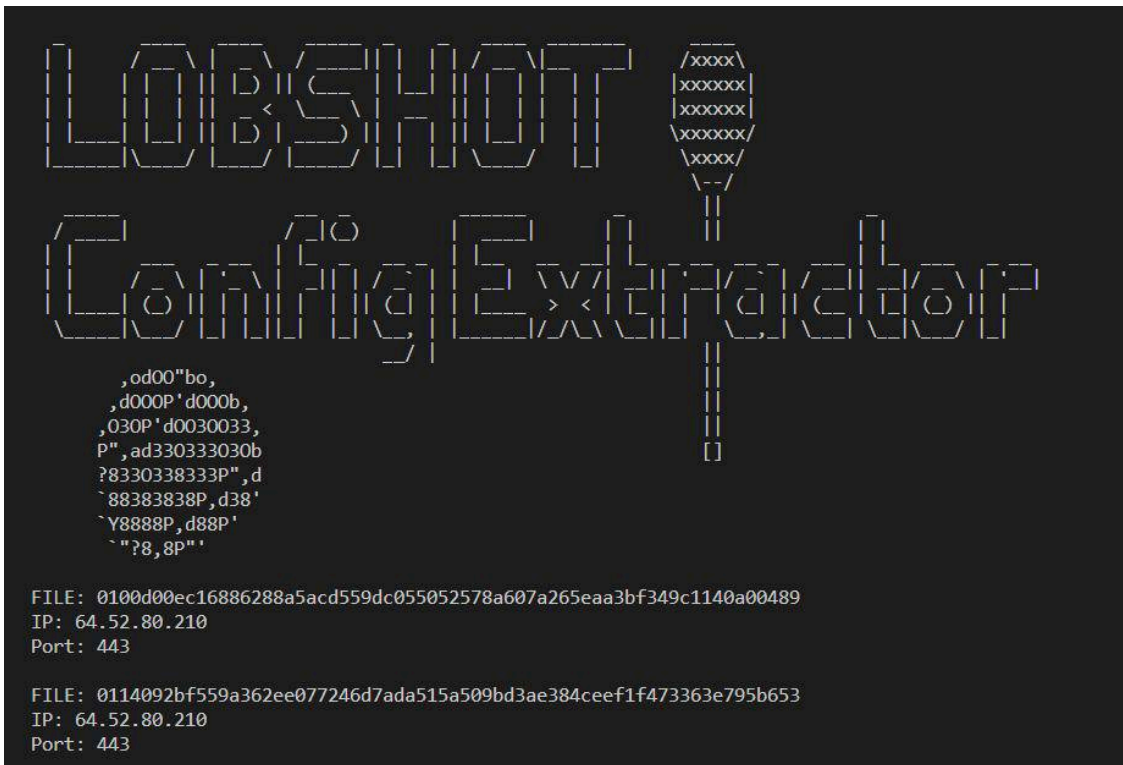 LOBSHOT
Config Extractor
FILE: 0100d00ec16886288a5acd559dc055052578a607a265eaa3bf349c1140a00489
IP: 64.52.80.210
Port: 443
FILE: 0114092bf559a362ee077246d7ada515a509bd3ae384ceef1f473363e795b653
IP: 64.52.80.210
Port: 443